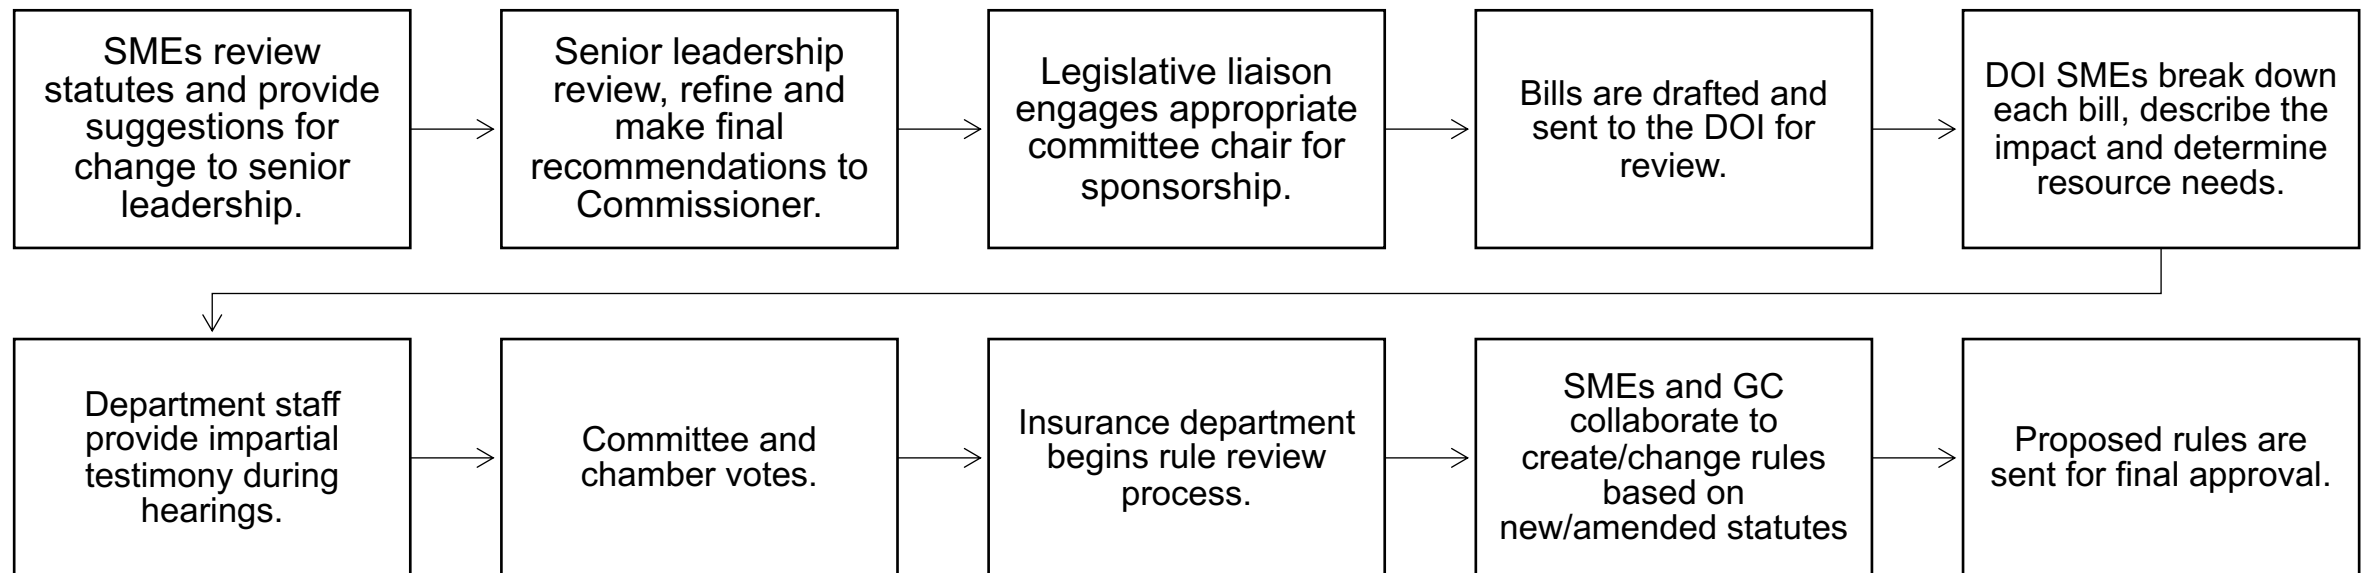 SMEs review
statutes and provide
suggestions for
change to senior
leadership.
Senior leadership
review, refine and
make final
recommendations to
Commissioner.
Legislative liaison
engages appropriate
committee chair for
sponsorship.
Bills are drafted and
sent to the DOI for
review.
DOI SMEs break down
each bill, describe the
impact and determine
resource needs.
Department staff
provide impartial
testimony during
hearings.
Committee and
chamber votes.
Insurance department
begins rule review
process.
SMEs and GC
collaborate to
create/change rules
based on
new/amended statutes
Proposed rules are
sent for final approval.